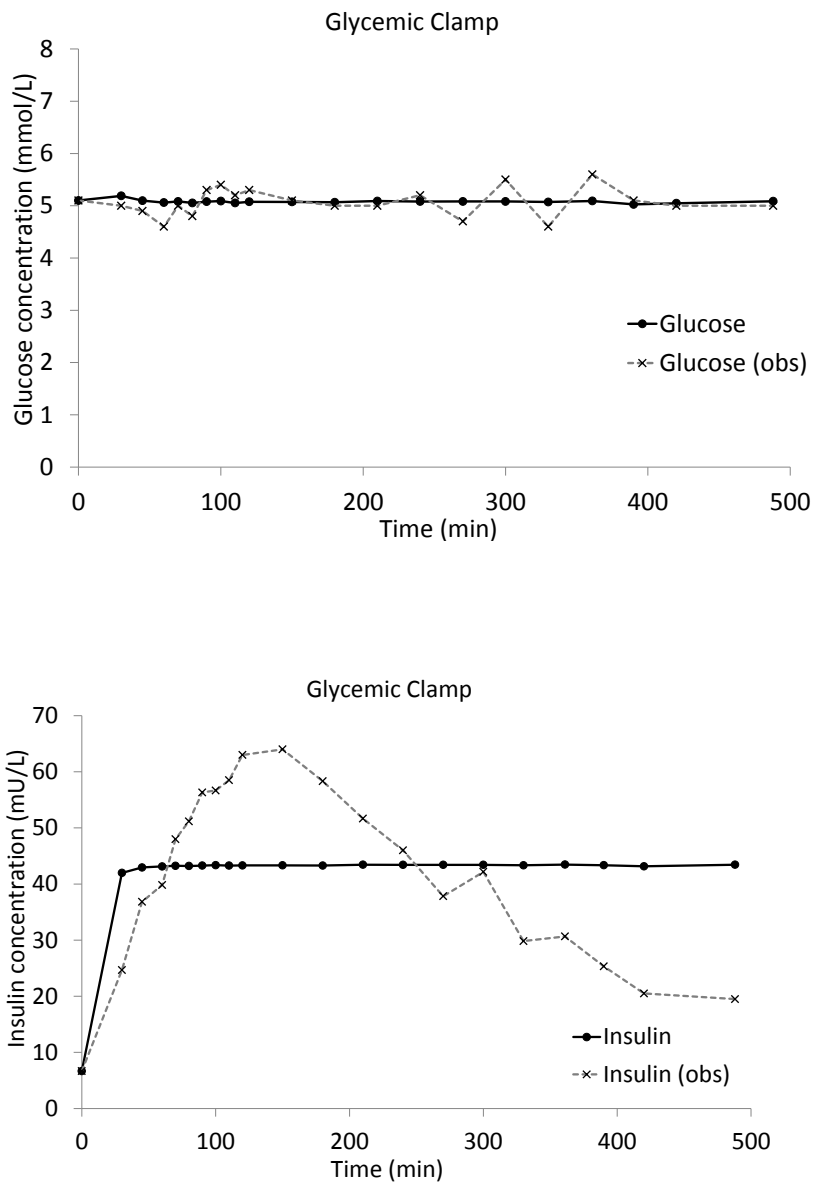 Glycemic Clamp
Glucose concentration (mmol/L)
8
7
6
5
4
3
2
1
0
Glucose
Glucose (obs)
0 100 200 300 400 500
Time (min)
Glycemic Clamp
Insulin concentration (mU/L)
70
60
50
40
30
20
10
0
Insulin
Insulin (obs)
0 100 200 300 400 500
Time (min)